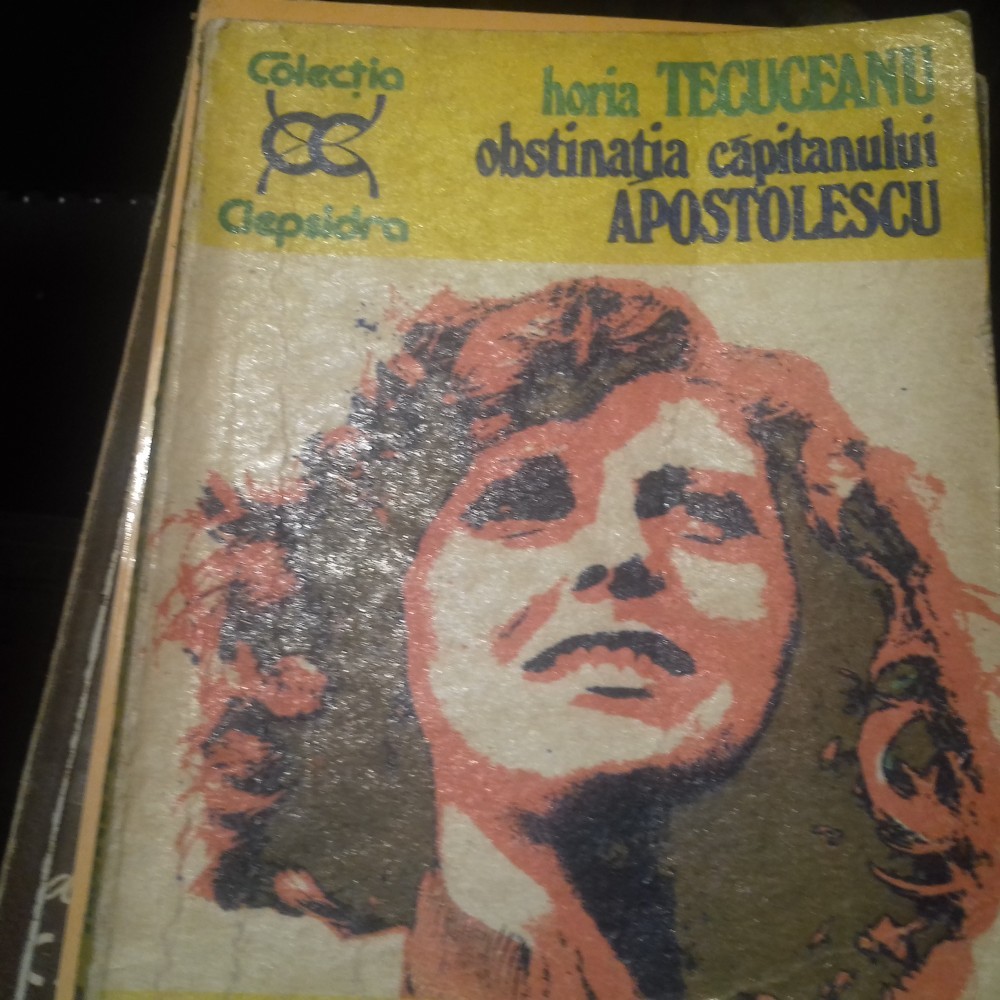 Colecția
Clepsidra
horia TECUCEANU
obstinația căpitanului
APOSTOLESCU